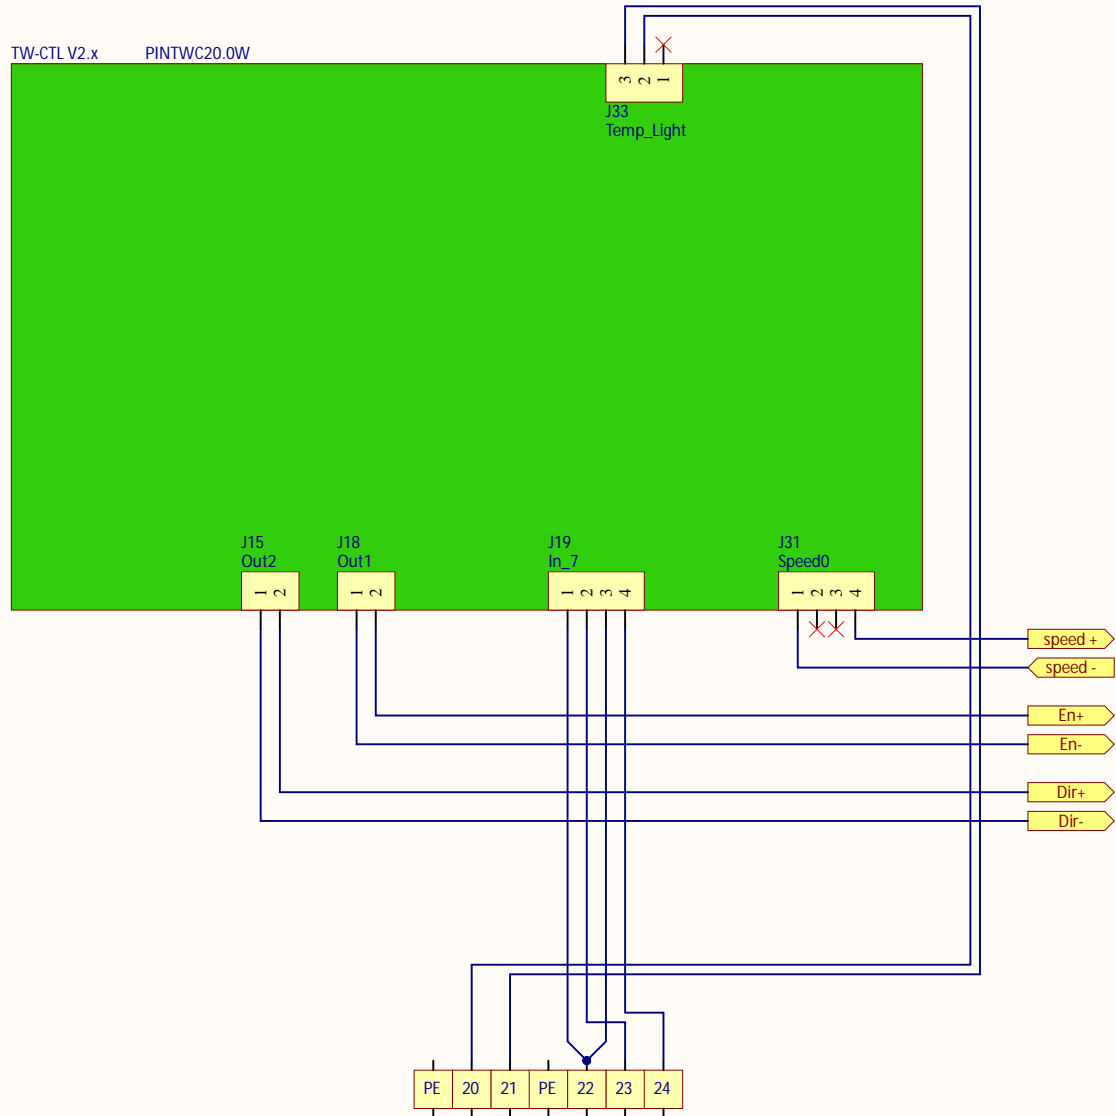 TW-CTL V2.x PINTWC20.0W
3 2 1
J33
Temp_Light
J15
Out2
1 2
J18
Out1
1 2
J19
In_7
1 2 3 4
J31
Speed0
1 2 3 4
speed +
speed -
En+
En-
Dir+
Dir-
PE 20 21 PE 22 23 24